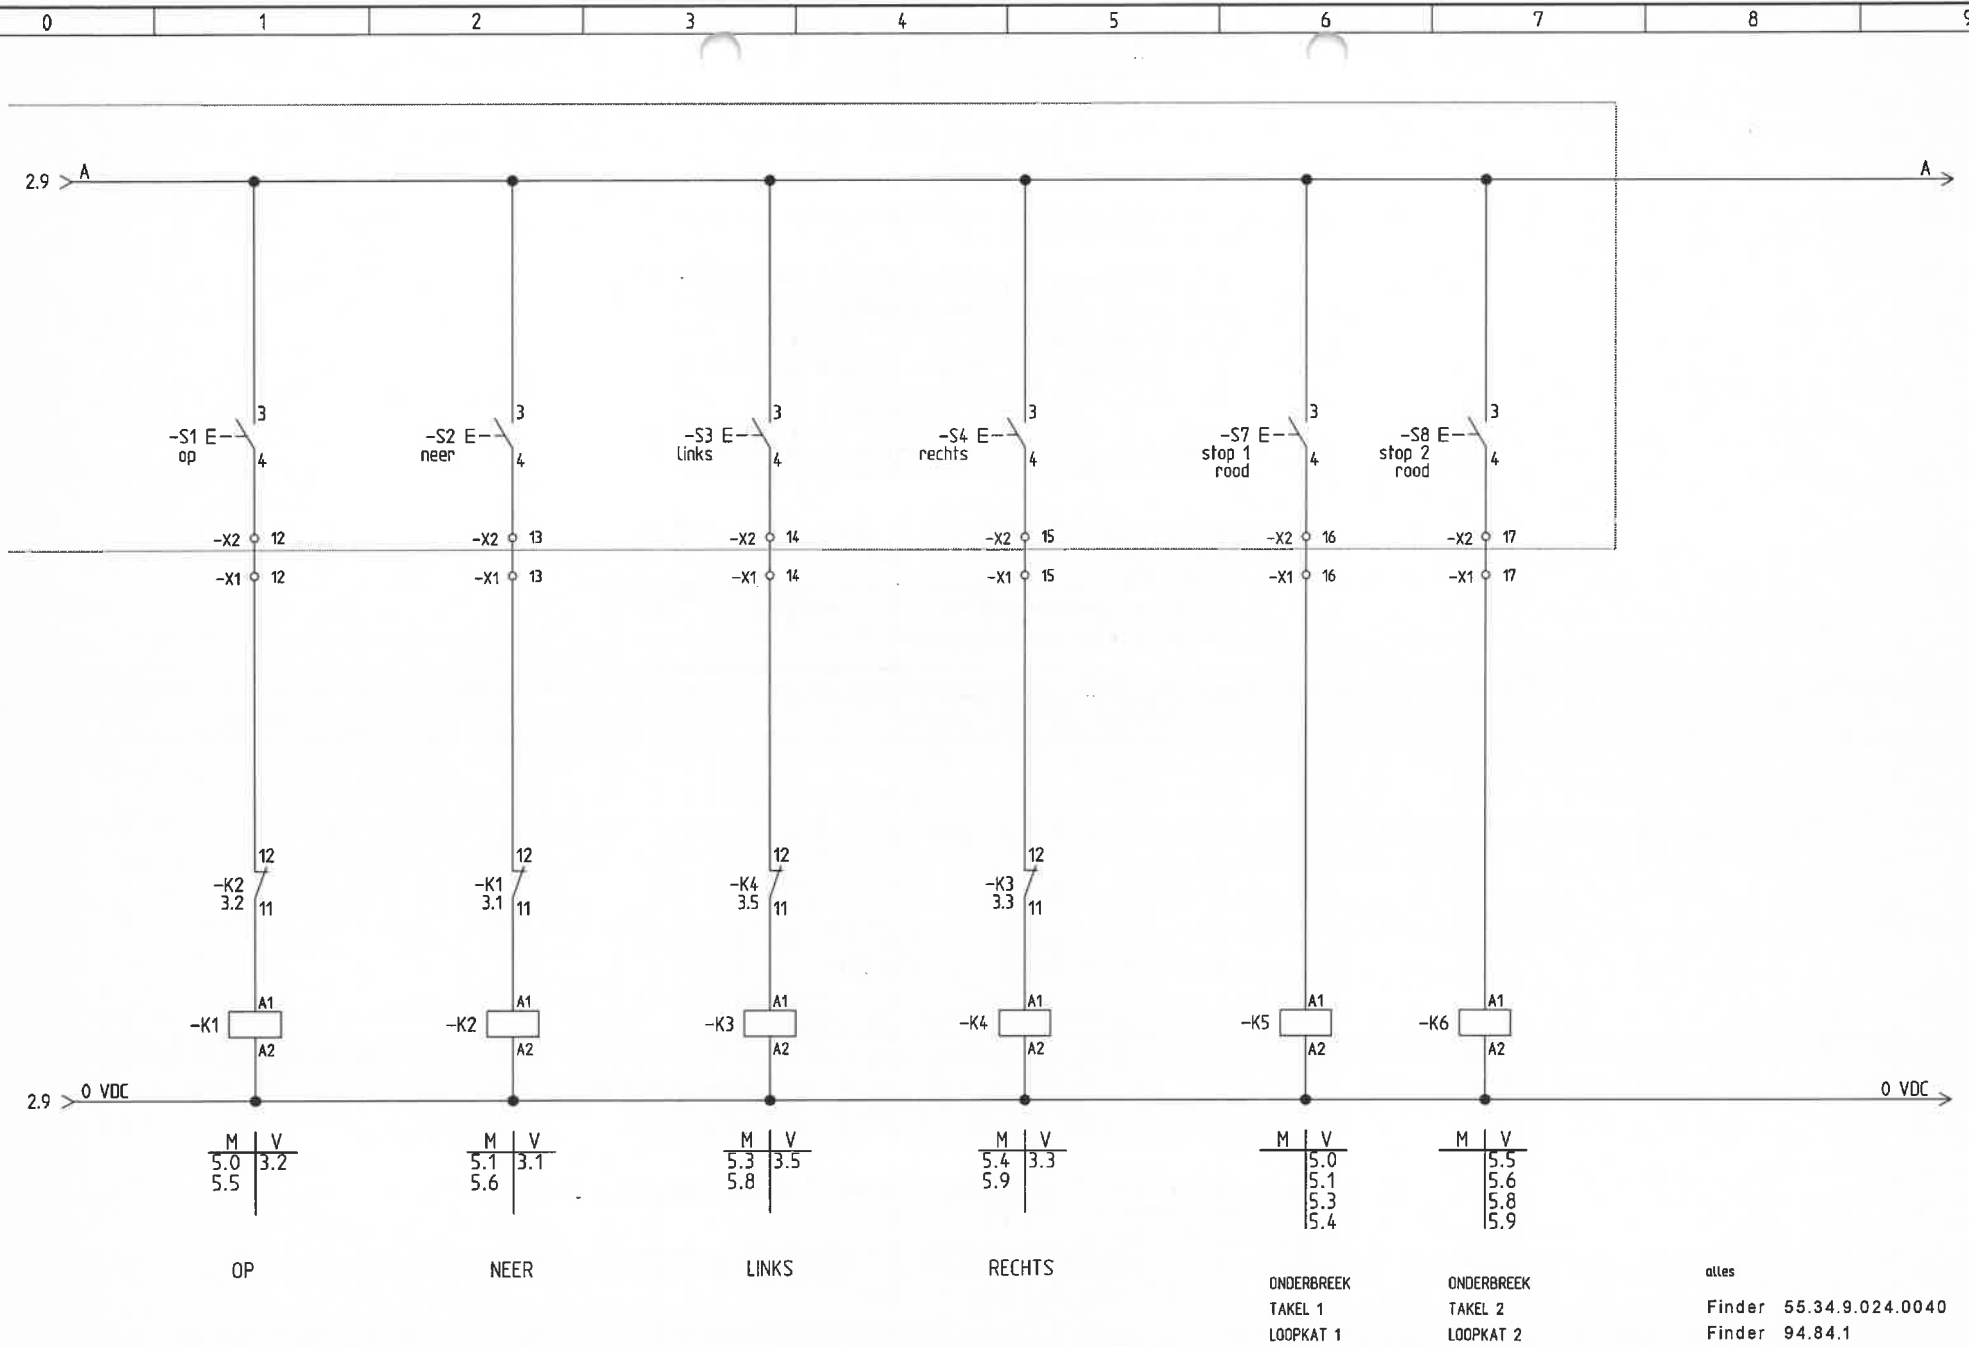 0 1 2 3 4 5 6 7 8 9
2.9 A A
3 3 3 3 3 3
-S1 E -S2 E -S3 E -S4 E -S7 E -S8 E
op neer links rechts stop 1 stop 2
4 4 4 4 4 4
rood rood
-X2 12 -X2 13 -X2 14 -X2 15 -X2 16 -X2 17
-X1 12 -X1 13 -X1 14 -X1 15 -X1 16 -X1 17
12 12 12 12
-K2 -K1 -K4 -K3
3.2 11 3.1 11 3.5 11 3.3 11
A1 A1 A1 A1 A1 A1
-K1 -K2 -K3 -K4 -K5 -K6
A2 A2 A2 A2 A2 A2
2.9 0 VDC 0 VDC
M V M V M V M V M V M V
5.0 3.2 5.1 3.1 5.3 3.5 5.4 3.3 5.0 5.5
5.5 5.6 5.8 5.9 5.1 5.6
5.3 5.8
5.4 5.9
OP NEER LINKS RECHTS
ONDERBREEK ONDERBREEK alles
TAKEL 1 TAKEL 2 Finder 55.34.9.024.0040
LOOPKAT 1 LOOPKAT 2 Finder 94.84.1